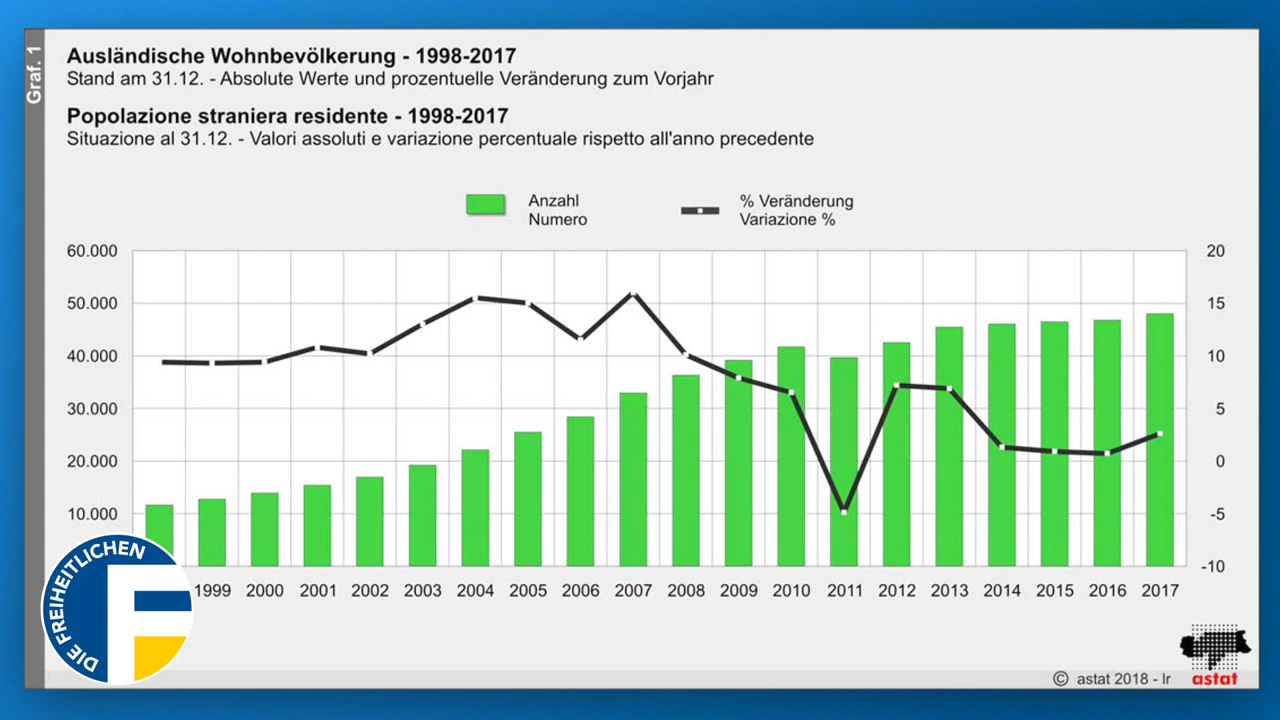 Graf. 1
Ausländische Wohnbevölkerung - 1998-2017
Stand am 31.12. - Absolute Werte und prozentuelle Veränderung zum Vorjahr
Popolazione straniera residente - 1998-2017
Situazione al 31.12. - Valori assoluti e variazione percentuale rispetto all'anno precedente
Anzahl
Numero
% Veränderung
Variazione %
60.000
50.000
40.000
30.000
20.000
10.000
20
15
10
5
0
-5
-10
1999 2000 2001 2002 2003 2004 2005 2006 2007 2008 2009 2010 2011 2012 2013 2014 2015 2016 2017
DIE FREIHEITLICHEN
F
© astat 2018 - lr
astat